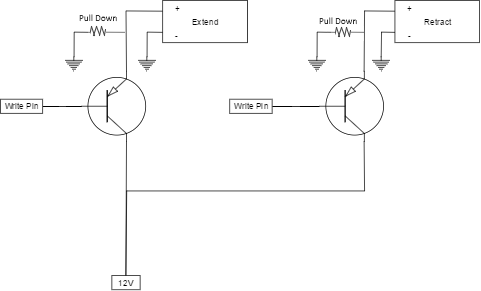 +
Extend
-
Pull Down
+
Retract
-
Pull Down
Write Pin
Write Pin
12V